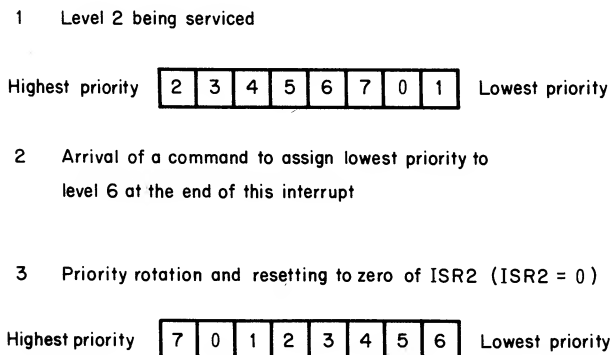 1 Level 2 being serviced
Highest priority 2 3 4 5 6 7 0 1 Lowest priority
2 Arrival of a command to assign lowest priority to
level 6 at the end of this interrupt
3 Priority rotation and resetting to zero of ISR2 (ISR2 = 0)
Highest priority 7 0 1 2 3 4 5 6 Lowest priority